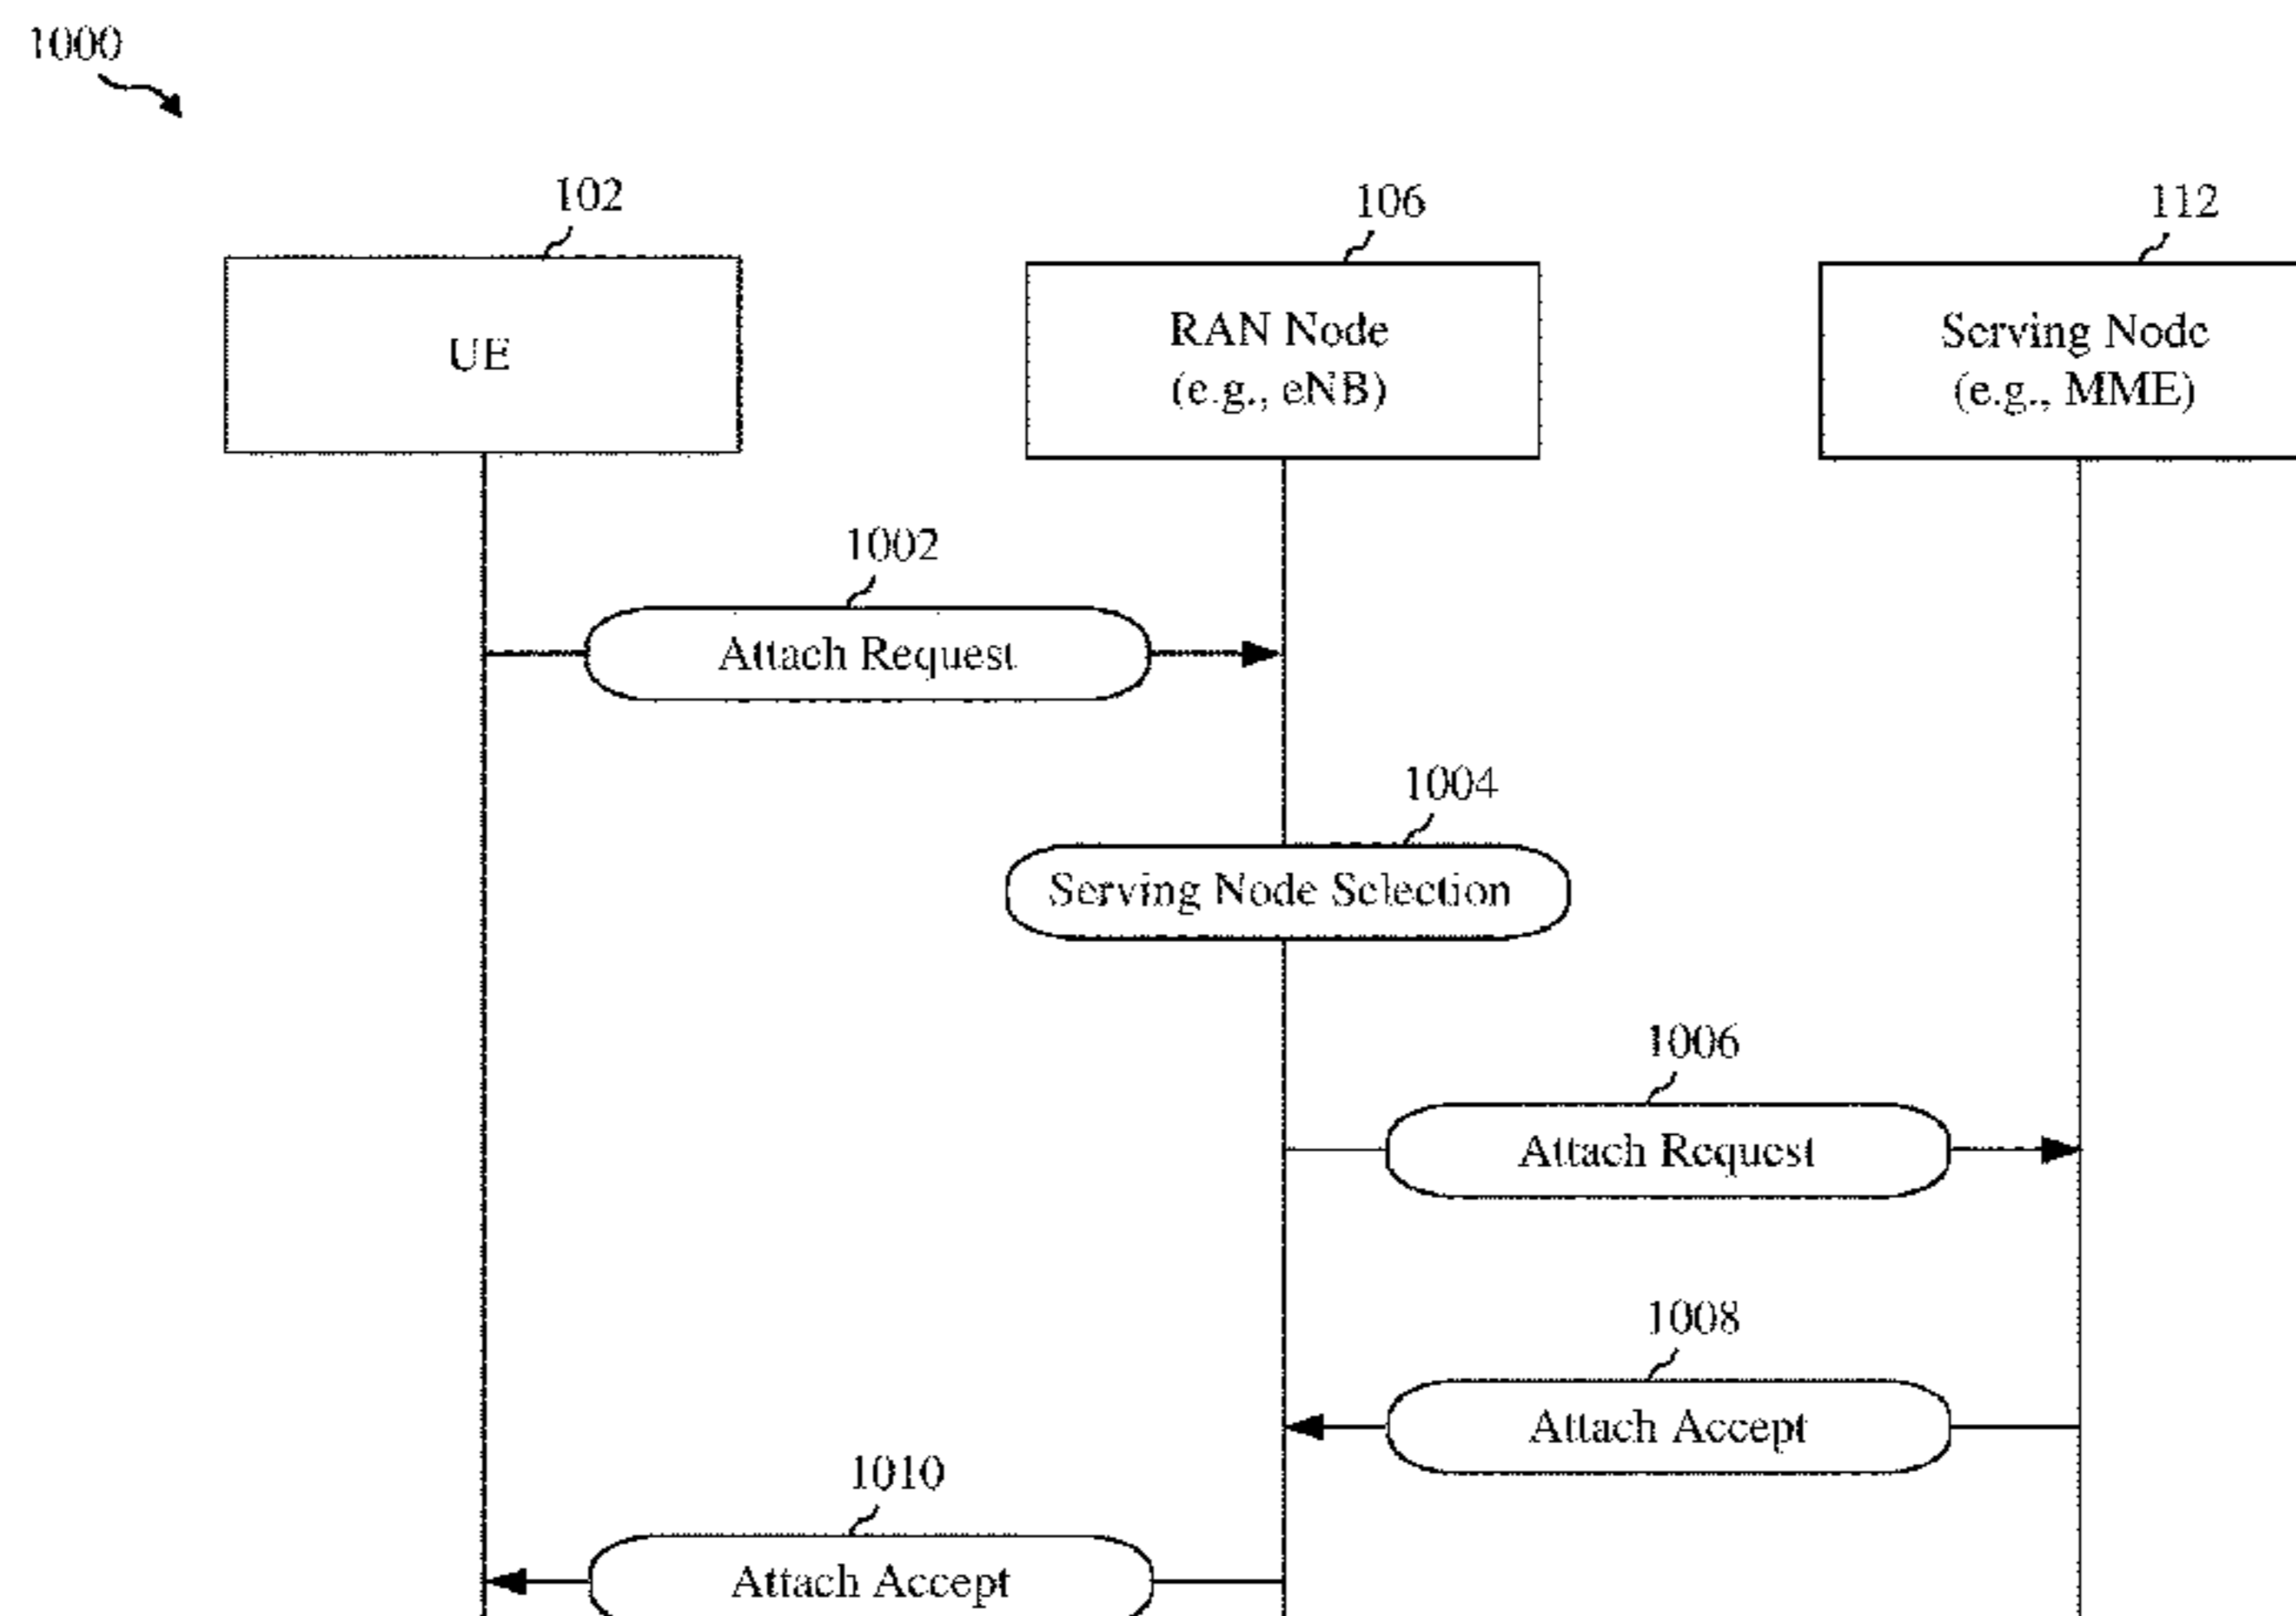 1000
102
106
112
UE
RAN Node
(e.g., eNB)
Serving Node
(e.g., MME)
1002
Attach Request
1004
Serving Node Selection
1006
Attach Request
1008
Attach Accept
1010
Attach Accept